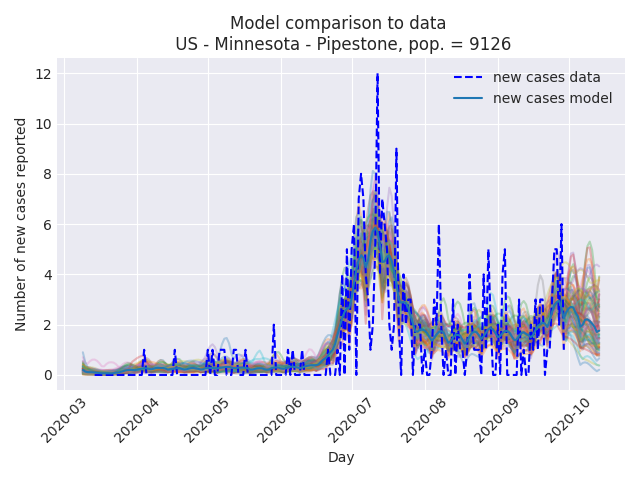 Model comparison to data
US - Minnesota - Pipestone, pop. = 9126
new cases data
new cases model
Number of new cases reported
12
10
8
6
4
2
0
2020-03
2020-04
2020-05
2020-06
2020-07
2020-08
2020-09
2020-10
Day